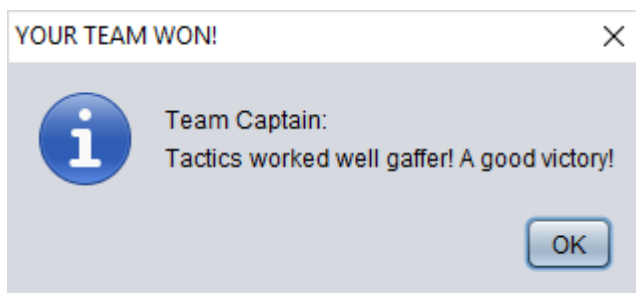 YOUR TEAM WON!
Team Captain:
Tactics worked well gaffer! A good victory!
OK